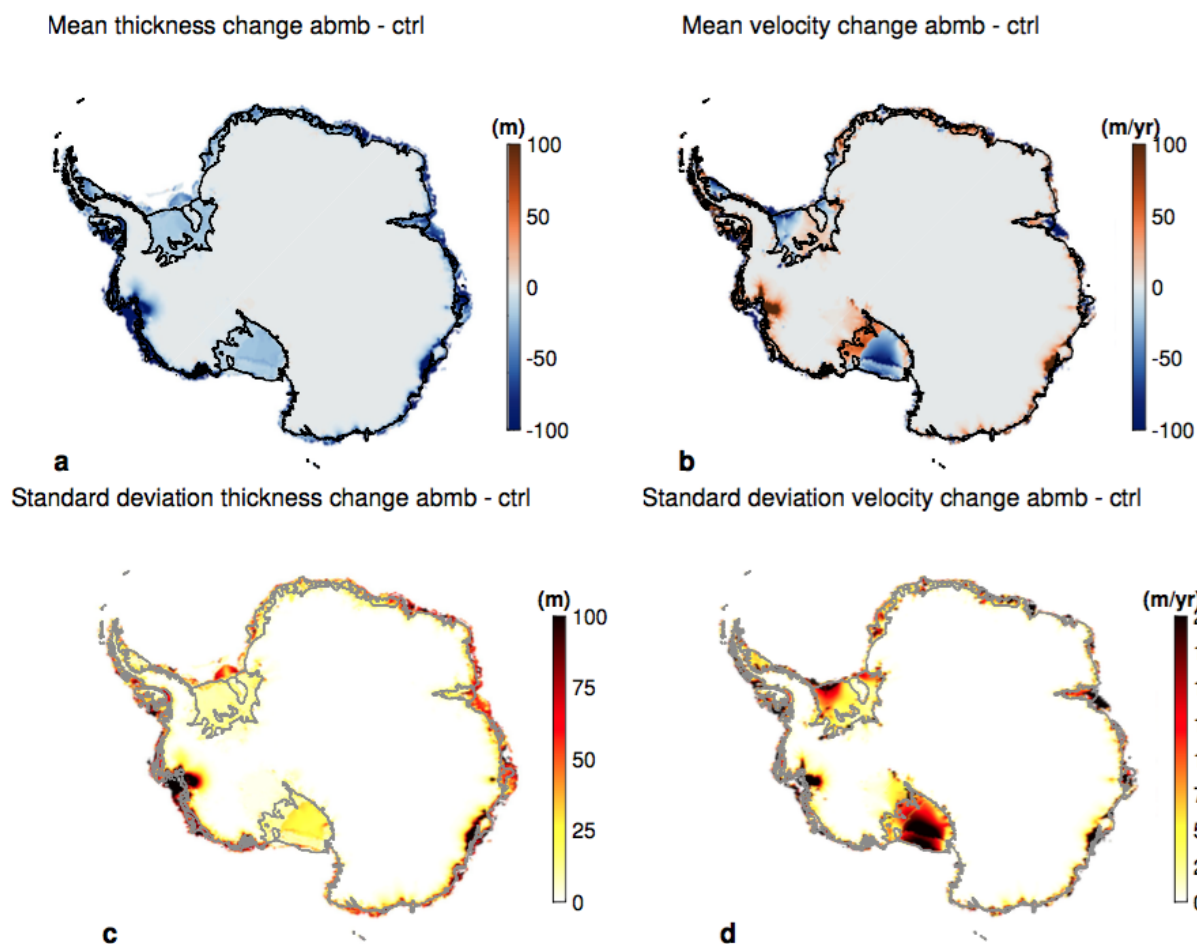 Mean thickness change abmb - ctrl
Mean velocity change abmb - ctrl
(m)
100
50
0
-50
-100
a
(m/yr)
100
50
0
-50
-100
b
Standard deviation thickness change abmb - ctrl
Standard deviation velocity change abmb - ctrl
(m)
100
75
50
25
0
c
(m/yr)
0
d